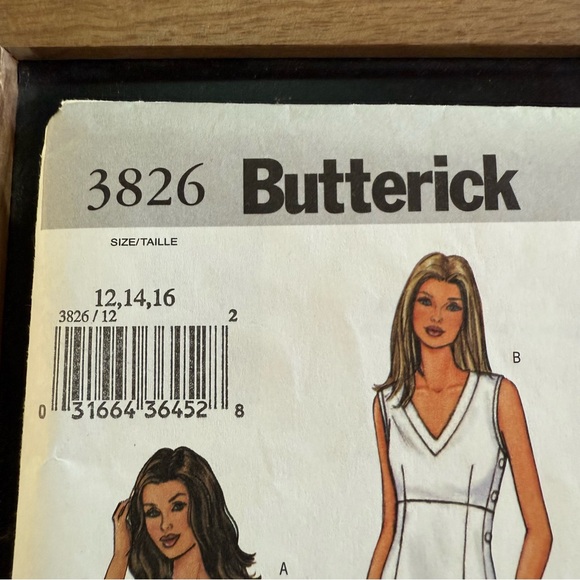 3826 Butterick
SIZE/TAILLE
12,14,16
3826/12 2
0 31664 36452 8
B
A